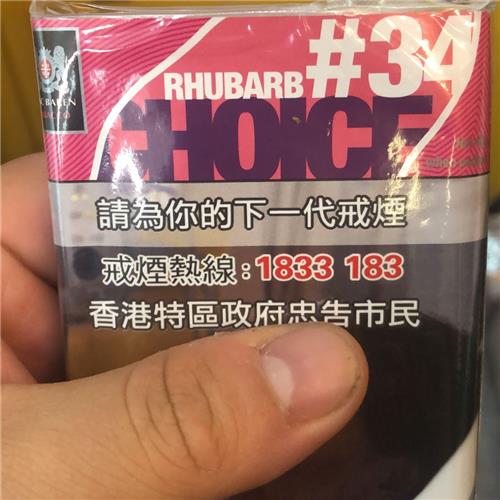 #34
RHUBARB
CHOICE
請為你的下一代戒煙
戒煙熱線:1833 183
香港特區政府忠告市民